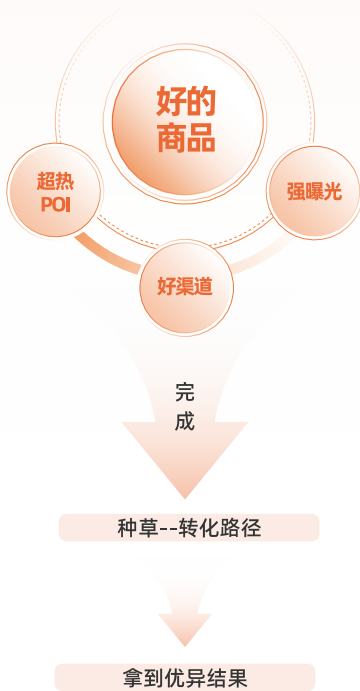 好的
商品
超热
POI
强曝光
好渠道
完
成
种草--转化路径
拿到优异结果